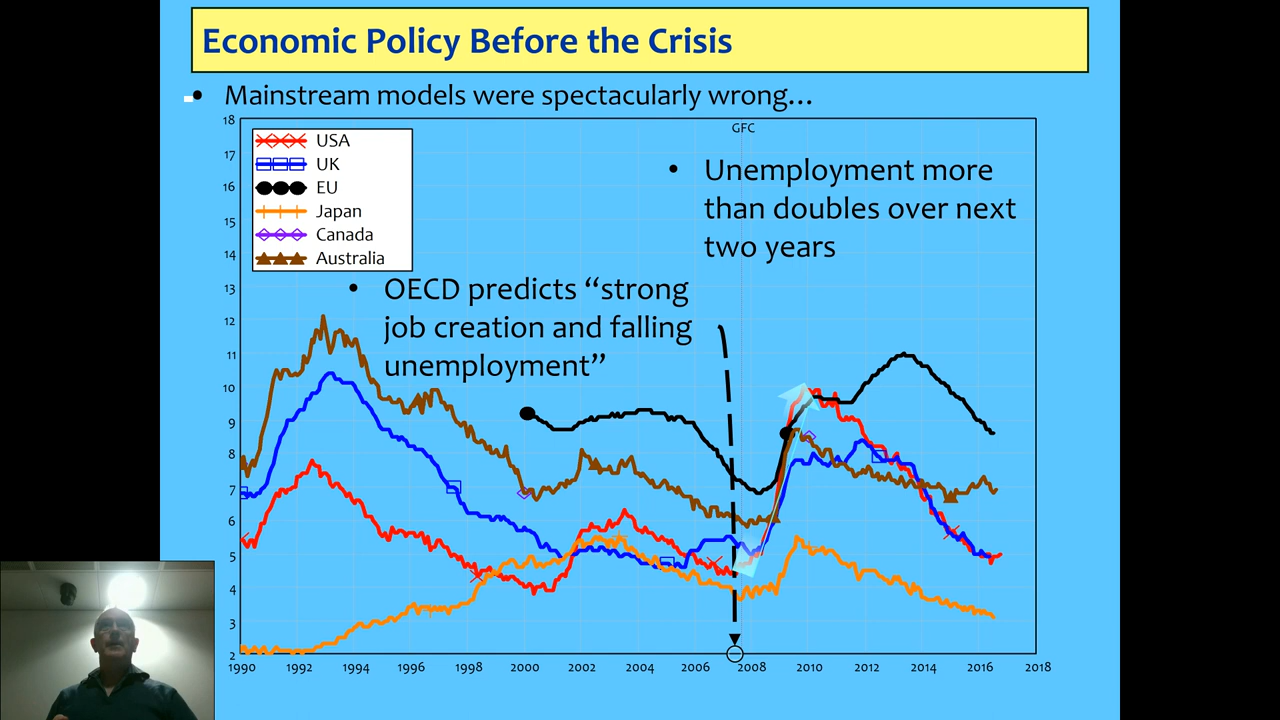 Economic Policy Before the Crisis
• Mainstream models were spectacularly wrong…
18
GFC
17
16
15
14
13
12
11
10
9
8
7
6
5
4
3
2
USA
UK
EU
Japan
Canada
Australia
• Unemployment more
than doubles over next
two years
• OECD predicts “strong
job creation and falling
unemployment”
1990 1992 1994 1996 1998 2000 2002 2004 2006 2008 2010 2012 2014 2016 2018